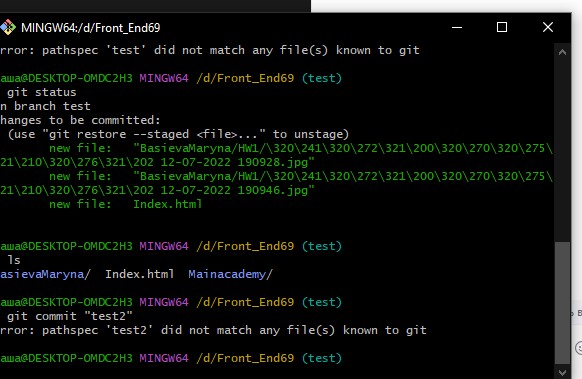 MINGW64:/d/Front_End69
rror: pathspec 'test' did not match any file(s) known to git
awa@DESKTOP-OMDC2H3 MINGW64 /d/Front_End69 (test)
git status
n branch test
hanges to be committed:
(use "git restore --staged <file>..." to unstage)
new file:   "BasievaMaryna/HW1/\320\241\320\272\321\200\320\270\320\275\
21\210\320\276\321\202 12-07-2022 190928.jpg"
new file:   "BasievaMaryna/HW1/\320\241\320\272\321\200\320\270\320\275\
21\210\320\276\321\202 12-07-2022 190946.jpg"
new file:   Index.html
awa@DESKTOP-OMDC2H3 MINGW64 /d/Front_End69 (test)
ls
asievaMaryna/  Index.html  Mainacademy/
awa@DESKTOP-OMDC2H3 MINGW64 /d/Front_End69 (test)
git commit "test2"
rror: pathspec 'test2' did not match any file(s) known to git
awa@DESKTOP-OMDC2H3 MINGW64 /d/Front_End69 (test)